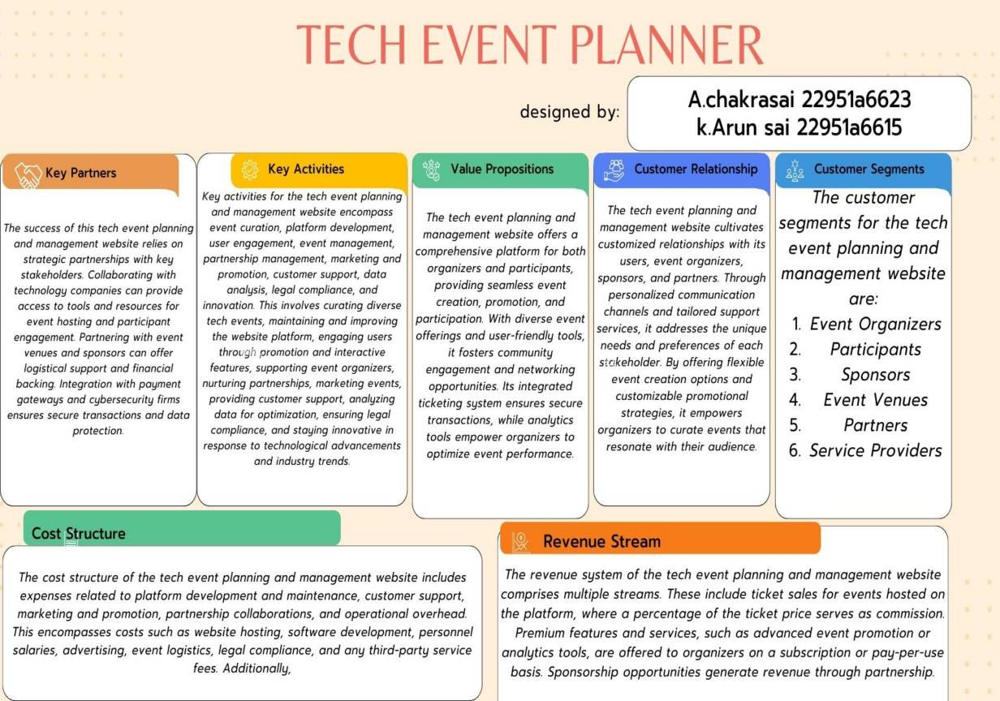 TECH EVENT PLANNER
designed by:
A.chakrasai 22951a6623
k.Arun sai 22951a6615
Key Partners
The success of this tech event planning
and management website relies on
strategic partnerships with key
stakeholders. Collaborating with
technology companies can provide
access to tools and resources for
event hosting and participant
engagement. Partnering with event
venues and sponsors can offer
logistical support and financial
backing. Integration with payment
gateways and cybersecurity firms
ensures secure transactions and data
protection.
Key Activities
Key activities for the tech event planning
and management website encompass
event curation, platform development,
user engagement, event management,
partnership management, marketing and
promotion, customer support, data
analysis, legal compliance, and
innovation. This involves curating diverse
tech events, maintaining and improving
the website platform, engaging users
through promotion and interactive
features, supporting event organizers,
nurturing partnerships, marketing events,
providing customer support, analyzing
data for optimization, ensuring legal
compliance, and staying innovative in
response to technological advancements
and industry trends.
Value Propositions
The tech event planning and
management website offers a
comprehensive platform for both
organizers and participants,
providing seamless event
creation, promotion, and
participation. With diverse event
offerings and user-friendly tools,
it fosters community
engagement and networking
opportunities. Its integrated
ticketing system ensures secure
transactions, while analytics
tools empower organizers to
optimize event performance.
Customer Relationship
The tech event planning and
management website cultivates
customized relationships with its
users, event organizers,
sponsors, and partners. Through
personalized communication
channels and tailored support
services, it addresses the unique
needs and preferences of each
stakeholder. By offering flexible
event creation options and
customizable promotional
strategies, it empowers
organizers to curate events that
resonate with their audience.
Customer Segments
The customer
segments for the tech
event planning and
management website
are:
1. Event Organizers
2. Participants
3. Sponsors
4. Event Venues
5. Partners
6. Service Providers
Cost Structure
The cost structure of the tech event planning and management website includes
expenses related to platform development and maintenance, customer support,
marketing and promotion, partnership collaborations, and operational overhead.
This encompasses costs such as website hosting, software development, personnel
salaries, advertising, event logistics, legal compliance, and any third-party service
fees. Additionally,
Revenue Stream
The revenue system of the tech event planning and management website
comprises multiple streams. These include ticket sales for events hosted on
the platform, where a percentage of the ticket price serves as commission.
Premium features and services, such as advanced event promotion or
analytics tools, are offered to organizers on a subscription or pay-per-use
basis. Sponsorship opportunities generate revenue through partnership.